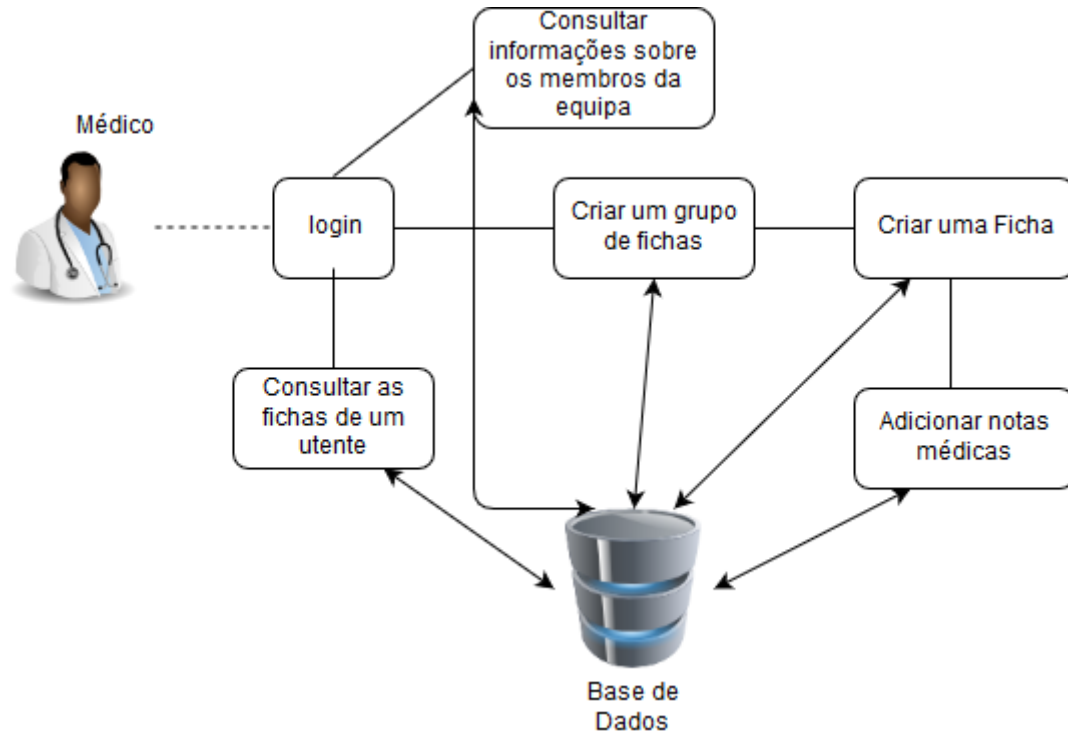 Consultar
informações sobre
os membros da
equipa
Médico
login
Criar um grupo
de fichas
Criar uma Ficha
Consultar as
fichas de um
utente
Adicionar notas
médicas
Base de
Dados